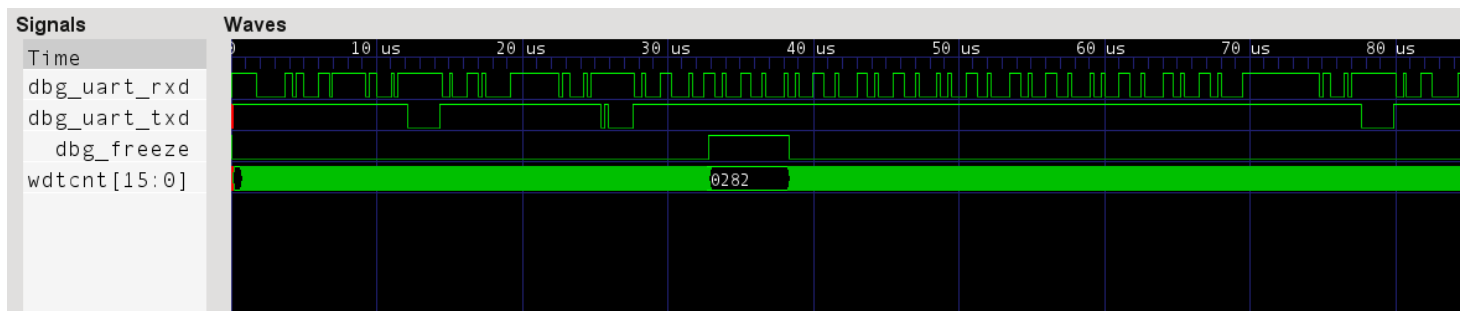 Signals Waves
Time 0 10 us 20 us 30 us 40 us 50 us 60 us 70 us 80 us
dbg_uart_rxd
dbg_uart_txd
dbg_freeze
wdtcnt[15:0] 0282